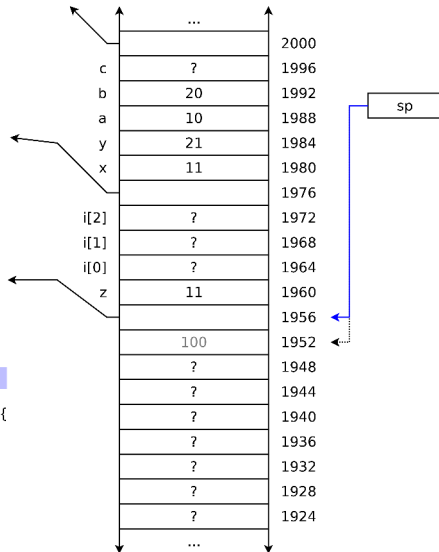 ...
2000
c ? 1996
b 20 1992
sp
a 10 1988
y 21 1984
x 11 1980
1976
i[2] ? 1972
i[1] ? 1968
i[0] ? 1964
z 11 1960
1956
100 1952
? 1948
? 1944
{ ? 1940
? 1936
? 1932
? 1928
? 1924
...